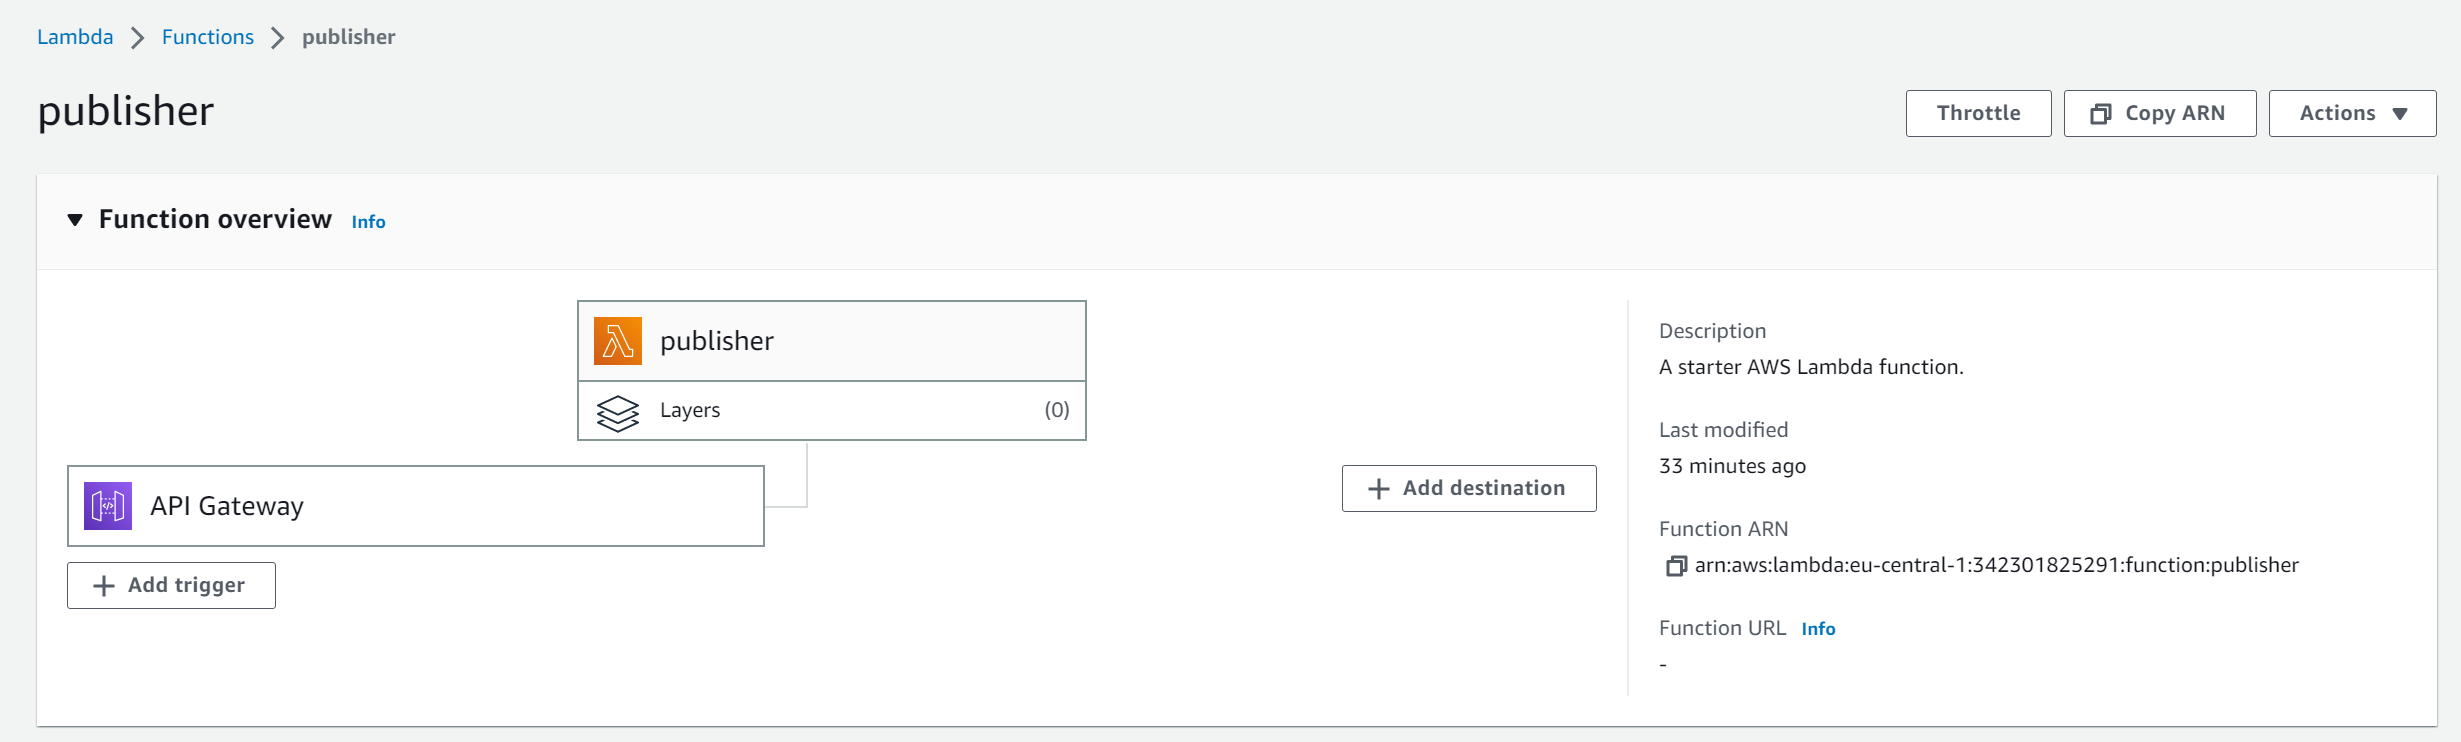 Lambda > Functions > publisher
publisher
Throttle
Copy ARN
Actions
Function overview Info
publisher
Layers (0)
API Gateway
+ Add trigger
+ Add destination
Description
A starter AWS Lambda function.
Last modified
33 minutes ago
Function ARN
arn:aws:lambda:eu-central-1:342301825291:function:publisher
Function URL Info
-